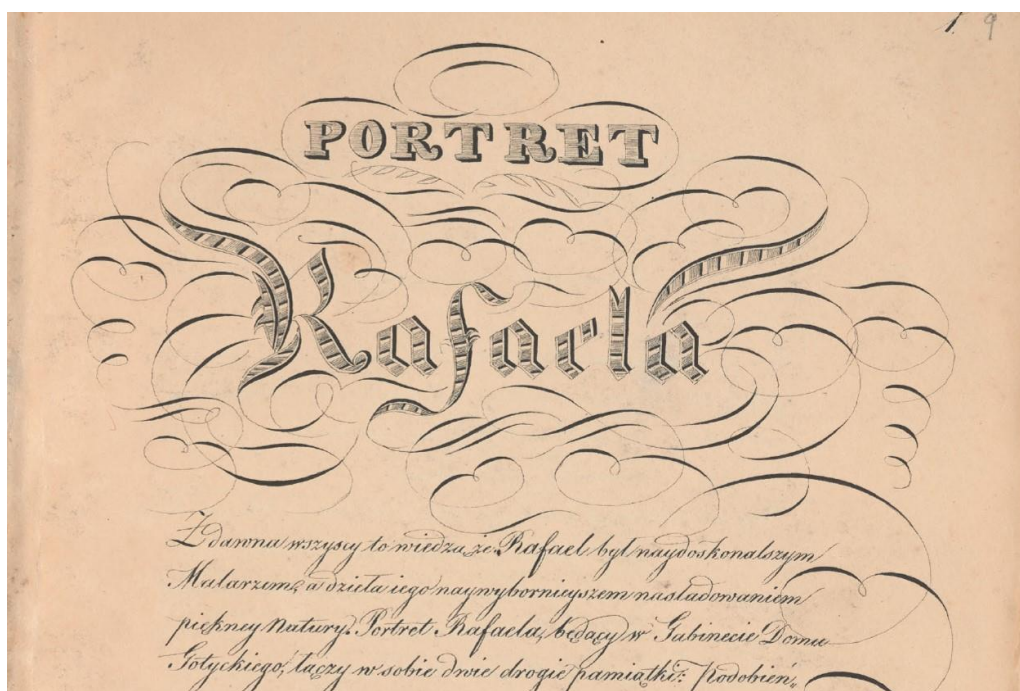 1. 9
PORTRET
Rafaela
Z dawna wszyscy to wiedzą, że Rafael był naydoskonalszym
Malarzem, a dzieła iego naywybornieyszem naśladowaniem
piękney Natury. Portret Rafaela, będący w Gabinecie Domu
Gotyckiego, łączy w sobie dwie drogie pamiątki: Podobień„